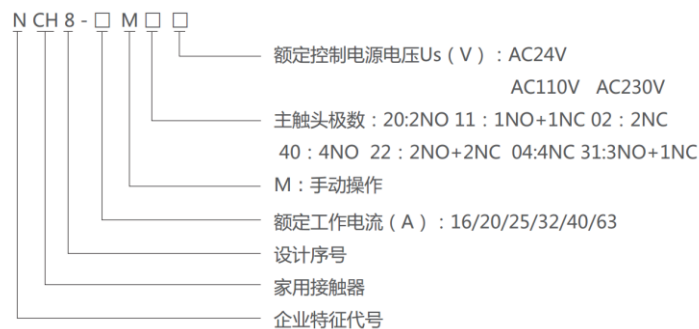 N CH 8 - □ M □ □
额定控制电源电压Us（V）：AC24V
AC110V AC230V
主触头极数：20:2NO 11：1NO+1NC 02：2NC
40：4NO 22：2NO+2NC 04:4NC 31:3NO+1NC
M：手动操作
额定工作电流（A）：16/20/25/32/40/63
设计序号
家用接触器
企业特征代号